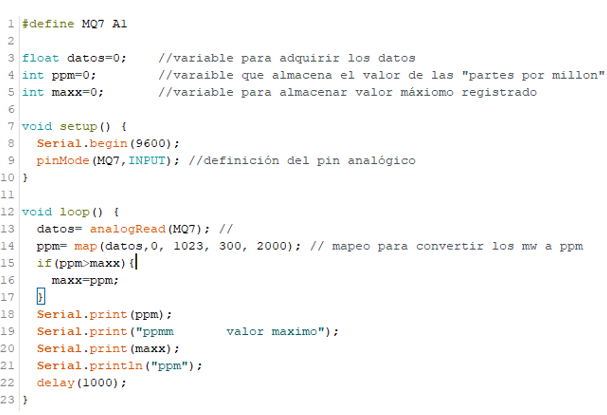 1 #define MQ7 A1
2
3 float datos=0;    //variable para adquirir los datos
4 int ppm=0;        //varaible que almacena el valor de las "partes por millon"
5 int maxx=0;       //variable para almacenar valor máxiomo registrado
6
7 void setup() {
8   Serial.begin(9600);
9   pinMode(MQ7,INPUT); //definición del pin analógico
10 }
11
12 void loop() {
13   datos= analogRead(MQ7); //
14   ppm= map(datos,0, 1023, 300, 2000); // mapeo para convertir los mw a ppm
15   if(ppm>maxx){
16     maxx=ppm;
17   }
18   Serial.print(ppm);
19   Serial.print("ppmm       valor maximo");
20   Serial.print(maxx);
21   Serial.println("ppm");
22   delay(1000);
23 }